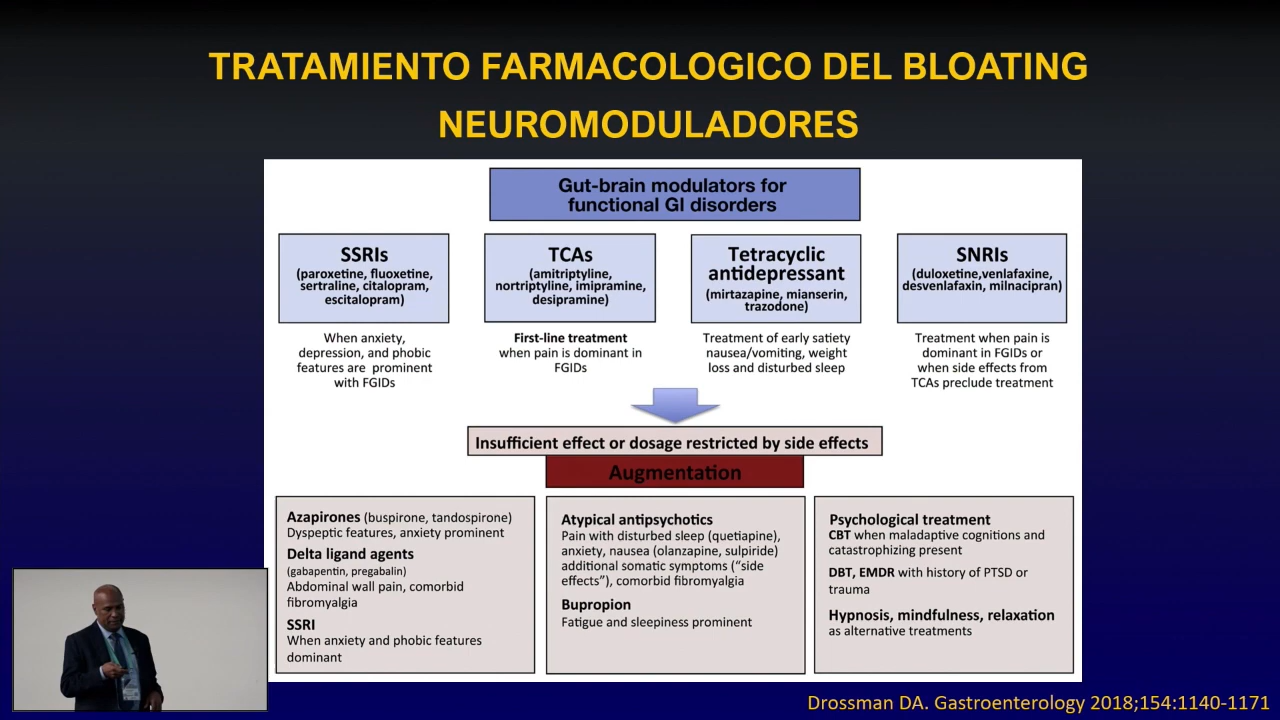 TRATAMIENTO FARMACOLOGICO DEL BLOATING
NEUROMODULADORES
Gut-brain modulators for
functional GI disorders
SSRIs
(paroxetine, fluoxetine,
sertraline, citalopram,
escitalopram)
When anxiety,
depression, and phobic
features are prominent
with FGIDs
TCAs
(amitriptyline,
nortriptyline, imipramine,
desipramine)
First-line treatment
when pain is dominant in
FGIDs
Tetracyclic
antidepressant
(mirtazapine, mianserin,
trazodone)
Treatment of early satiety
nausea/vomiting, weight
loss and disturbed sleep
SNRIs
(duloxetine,venlafaxine,
desvenlafaxin, milnacipran)
Treatment when pain is
dominant in FGIDs or
when side effects from
TCAs preclude treatment
Insufficient effect or dosage restricted by side effects
Augmentation
Azapirones (buspirone, tandospirone)
Dyspeptic features, anxiety prominent
Delta ligand agents
(gabapentin, pregabalin)
Abdominal wall pain, comorbid
fibromyalgia
SSRI
When anxiety and phobic features
dominant
Atypical antipsychotics
Pain with disturbed sleep (quetiapine),
anxiety, nausea (olanzapine, sulpiride)
additional somatic symptoms (“side
effects”), comorbid fibromyalgia
Bupropion
Fatigue and sleepiness prominent
Psychological treatment
CBT when maladaptive cognitions and
catastrophizing present
DBT, EMDR with history of PTSD or
trauma
Hypnosis, mindfulness, relaxation
as alternative treatments
Drossman DA. Gastroenterology 2018;154:1140-1171